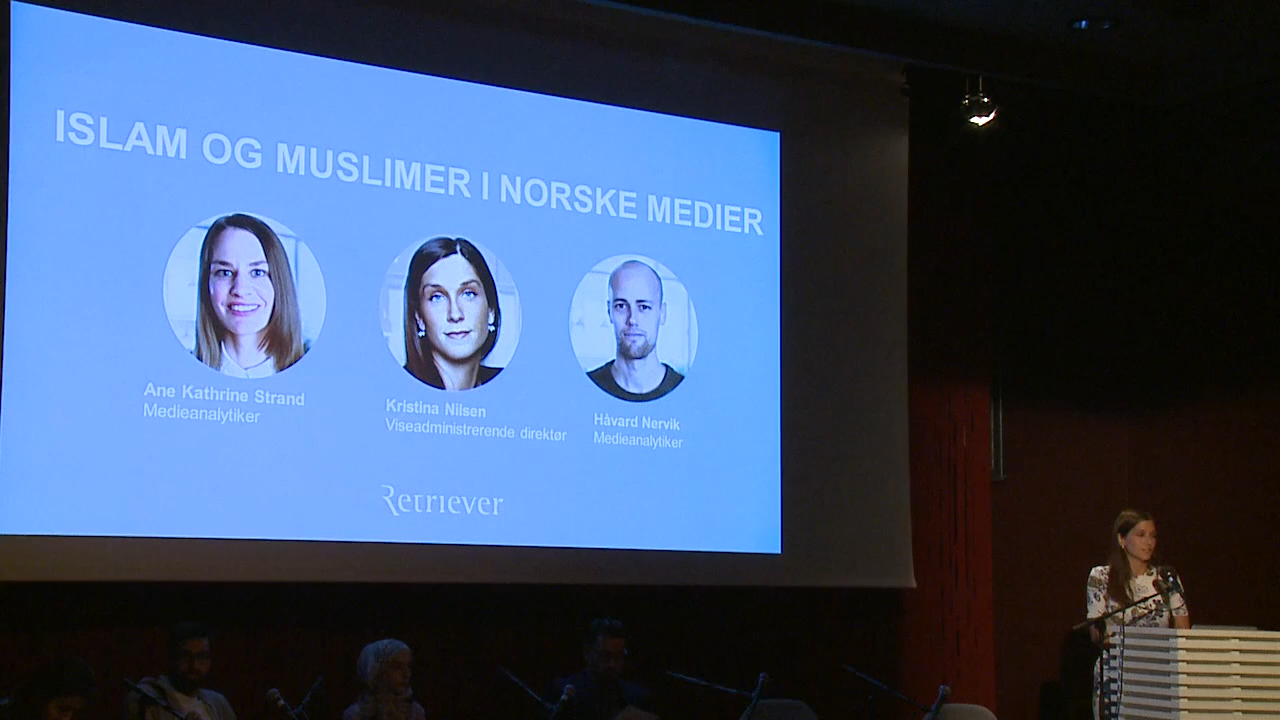 ISLAM OG MUSLIMER I NORSKE MEDIER
Ane Kathrine Strand
Medieanalytiker
Kristina Nilsen
Viseadministrerende direktør
Håvard Nervik
Medieanalytiker
Retriever